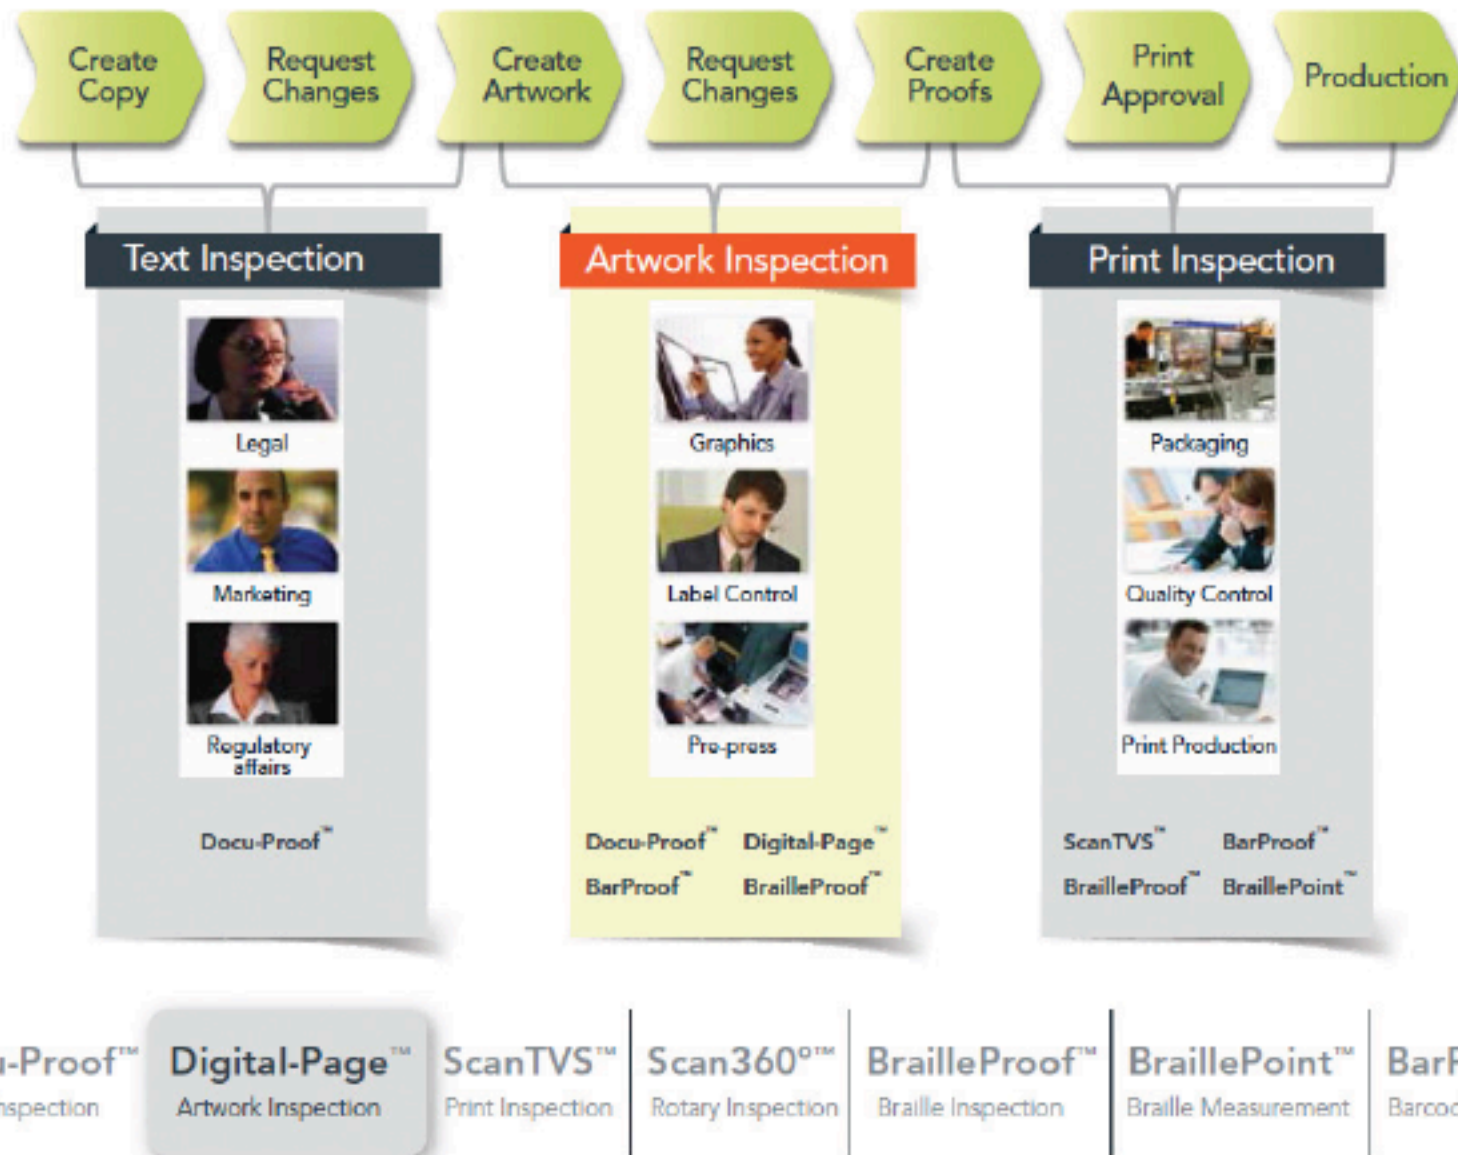 Create
Copy
Request
Changes
Create
Artwork
Request
Changes
Create
Proofs
Print
Approval
Production
Text Inspection
Legal
Marketing
Regulatory
affairs
Docu-Proof™
Artwork Inspection
Graphics
Label Control
Pre-press
Docu-Proof™ Digital-Page™
BarProof™ BrailleProof™
Print Inspection
Packaging
Quality Control
Print Production
ScanTVS™ BarProof™
BrailleProof™ BraillePoint™
u-Proof™
nspection
Digital-Page™
Artwork Inspection
ScanTVS™
Print Inspection
Scan360°™
Rotary Inspection
BrailleProof™
Braille Inspection
BraillePoint™
Braille Measurement
BarP
Barcod